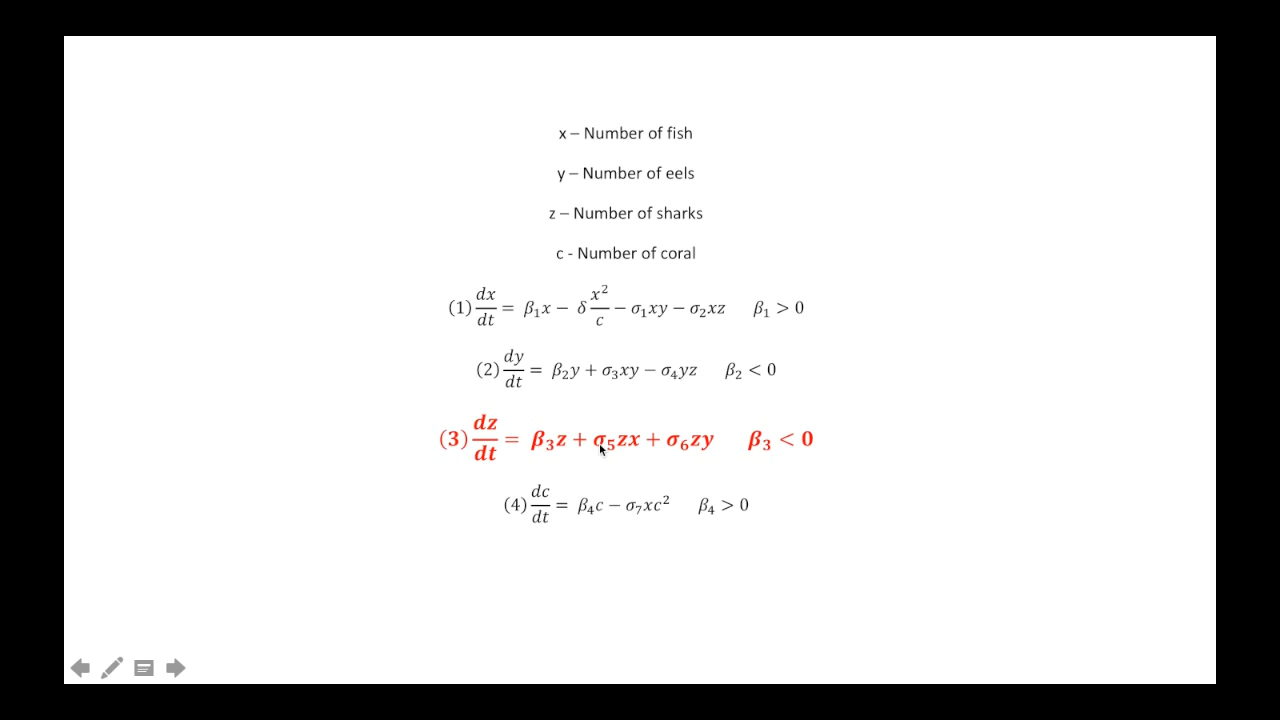 x – Number of fish
y – Number of eels
z – Number of sharks
c - Number of coral
(1) dx/dt = β₁x − δ x²/c − σ₁xy − σ₂xz β₁ > 0
(2) dy/dt = β₂y + σ₃xy − σ₄yz β₂ < 0
(3) dz/dt = β₃z + σ₅zx + σ₆zy β₃ < 0
(4) dc/dt = β₄c − σ₇xc² β₄ > 0